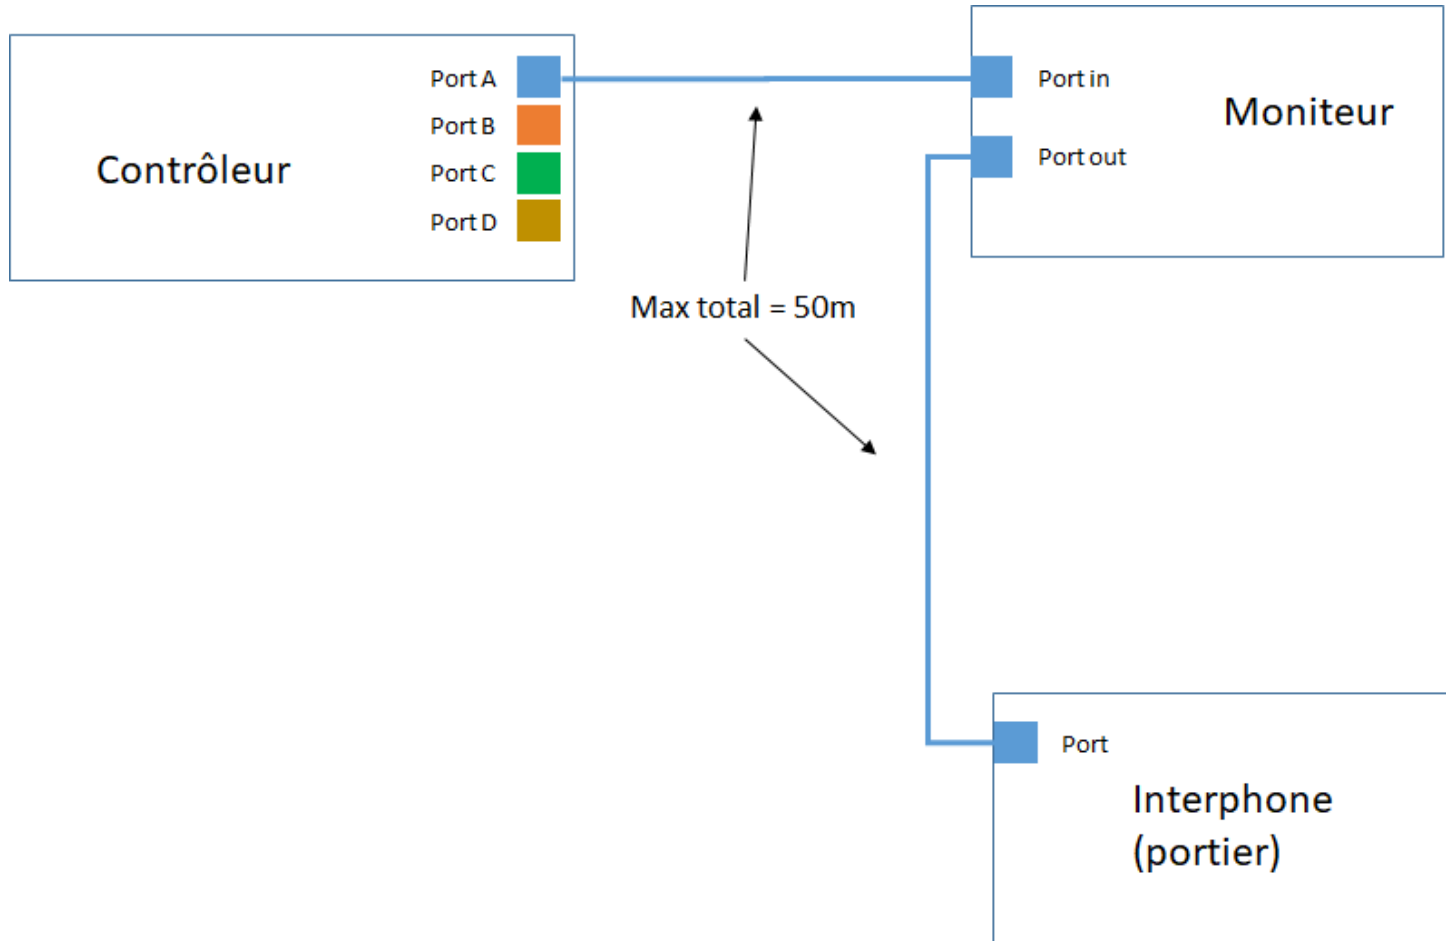 Contrôleur
Port A
Port B
Port C
Port D
Port in
Port out
Moniteur
Max total = 50m
Port
Interphone
(portier)